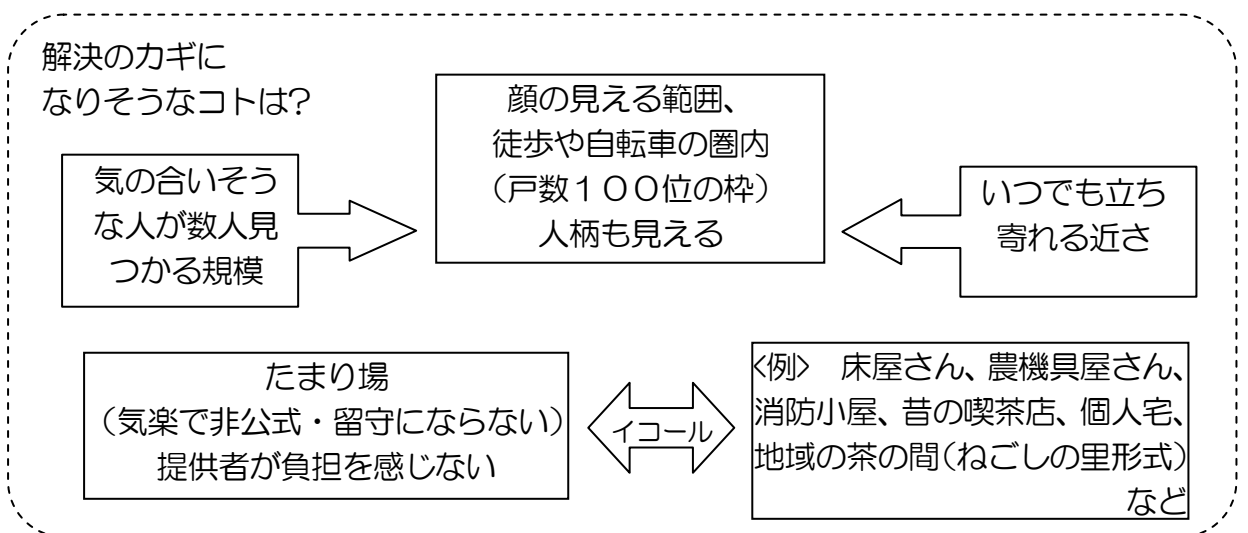 解決のカギに
なりそうなコトは?
顔の見える範囲、
徒歩や自転車の圏内
(戸数100位の枠)
人柄も見える
気の合いそう
な人が数人見
つかる規模
いつでも立ち
寄れる近さ
たまり場
(気楽で非公式・留守にならない)
提供者が負担を感じない
イコール
<例> 床屋さん、農機具屋さん、
消防小屋、昔の喫茶店、個人宅、
地域の茶の間(ねごしの里形式)
など